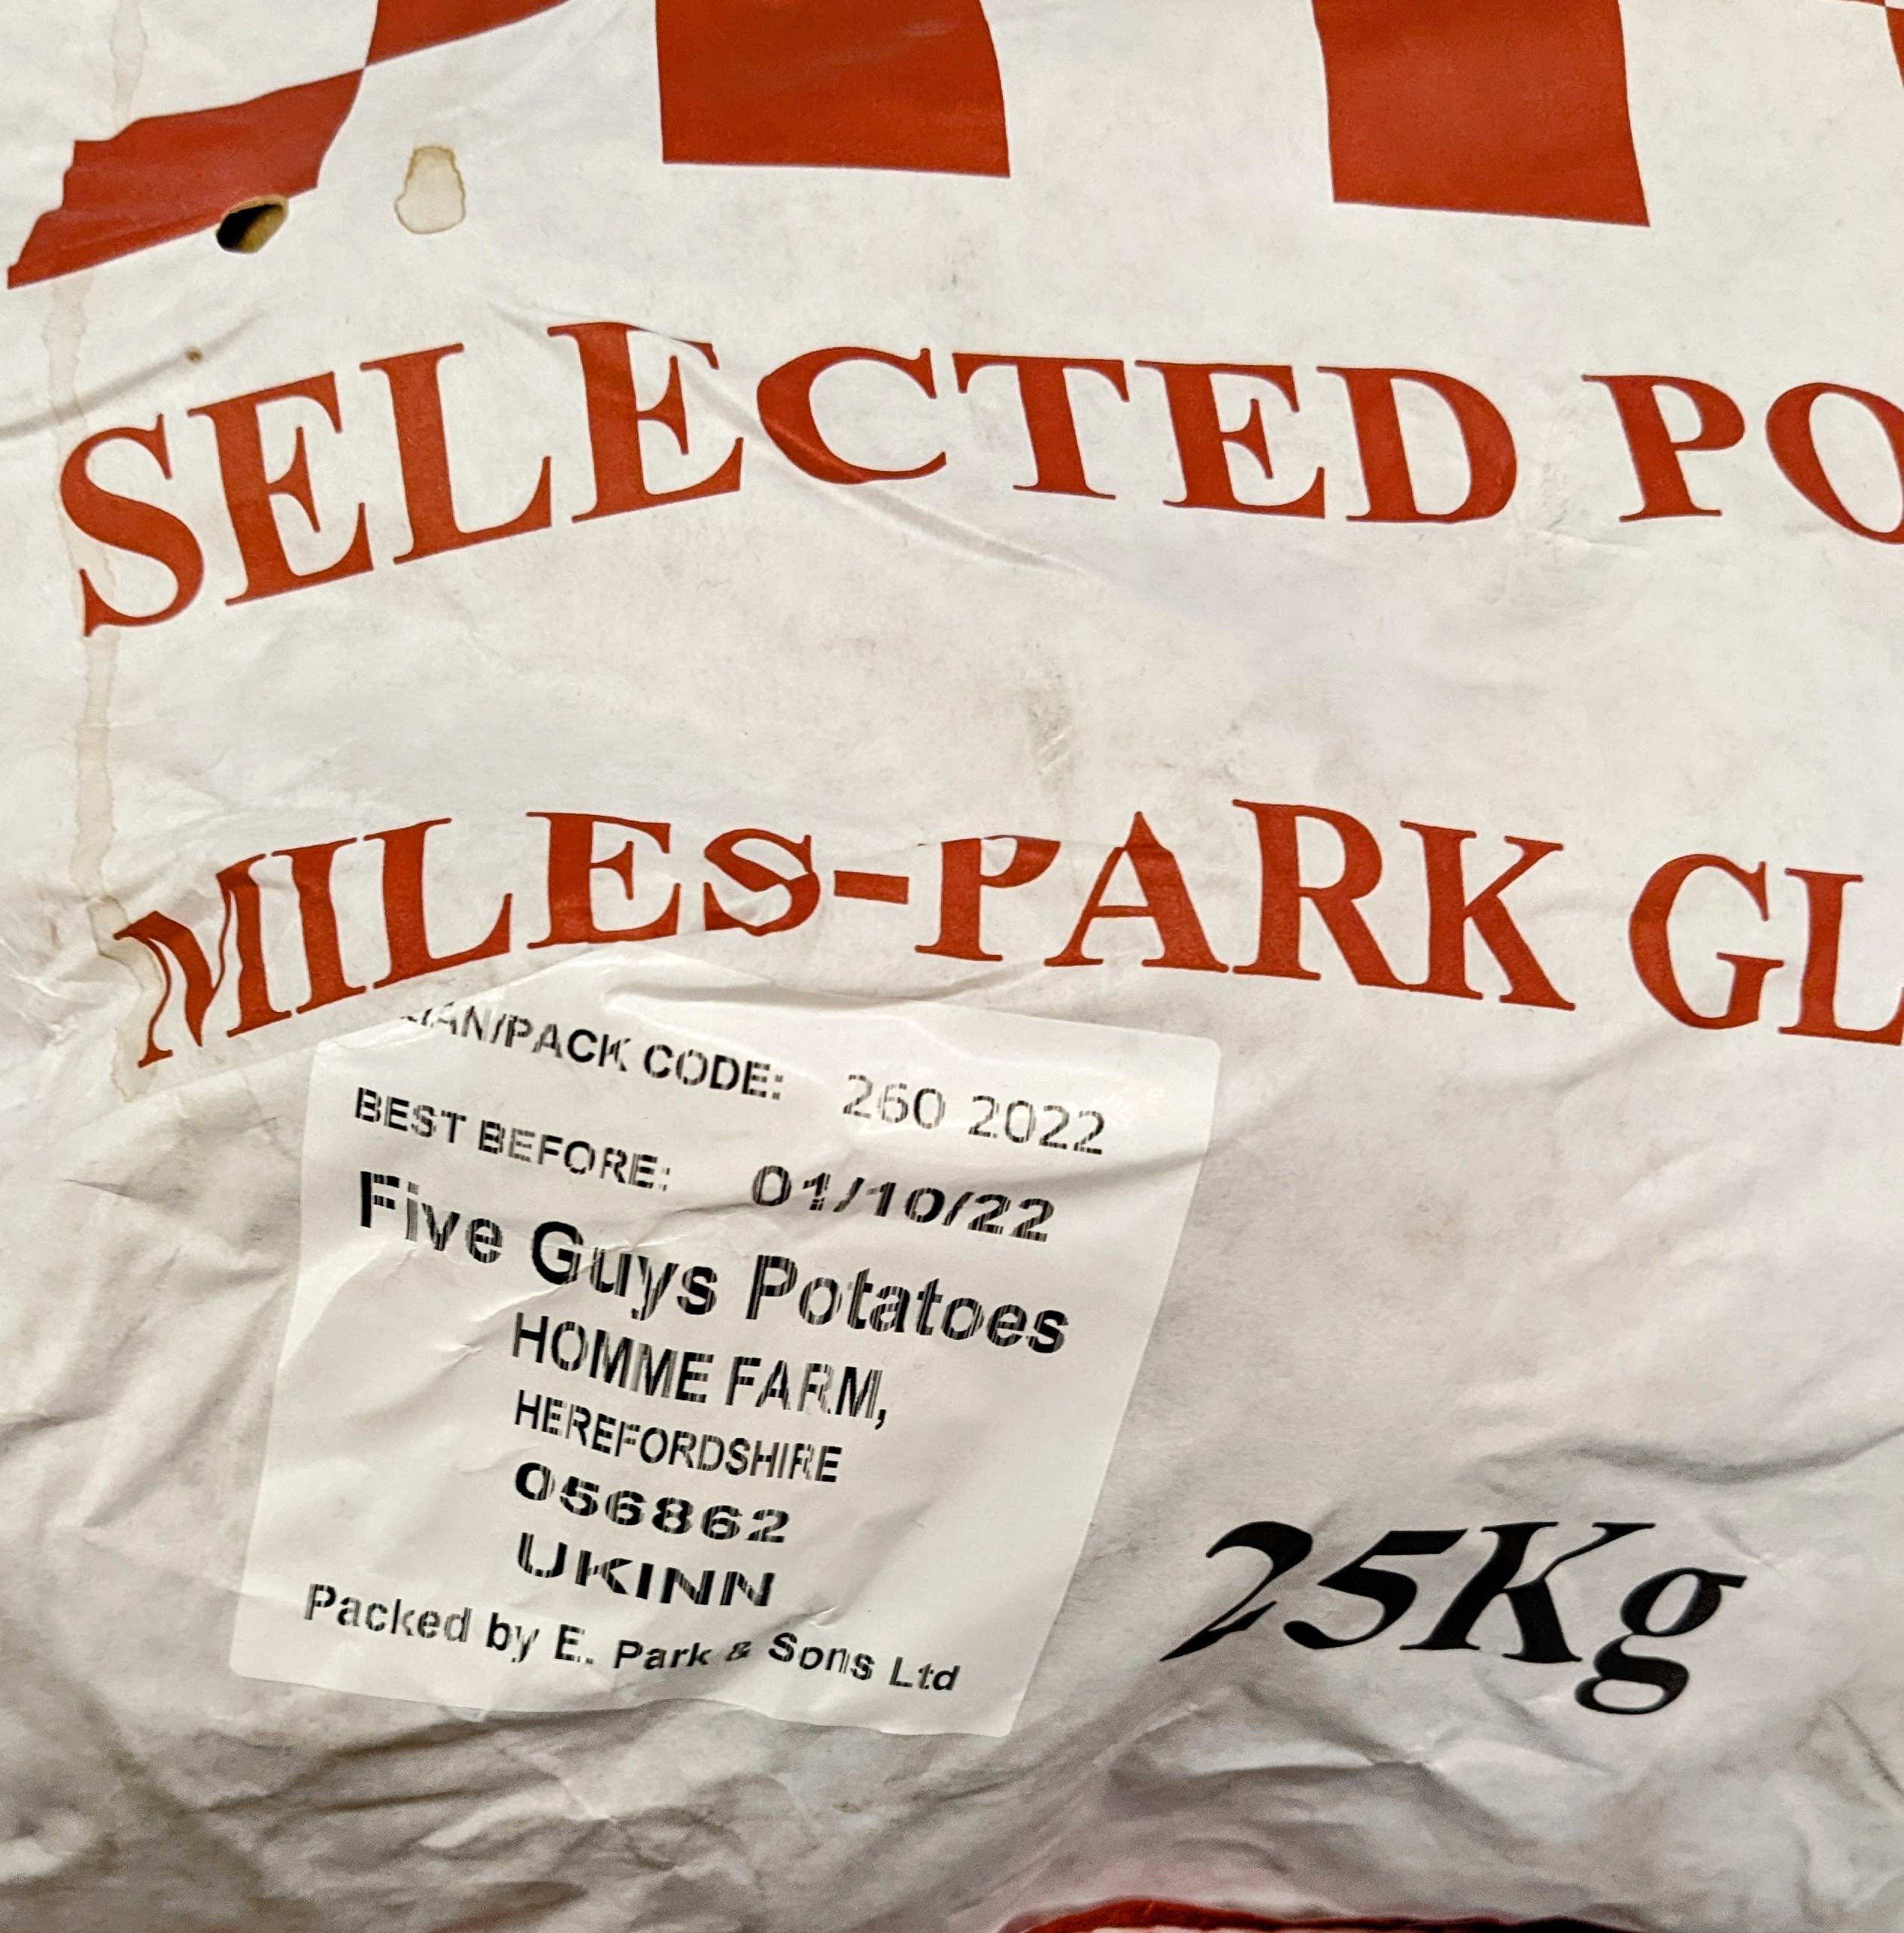 SELECTED PO
MILES-PARK GL
AN/PACK CODE: 260 2022
BEST BEFORE: 01/10/22
Five Guys Potatoes
HOMME FARM,
HEREFORDSHIRE
056862
UKINN
Packed by E. Park & Sons Ltd
25Kg